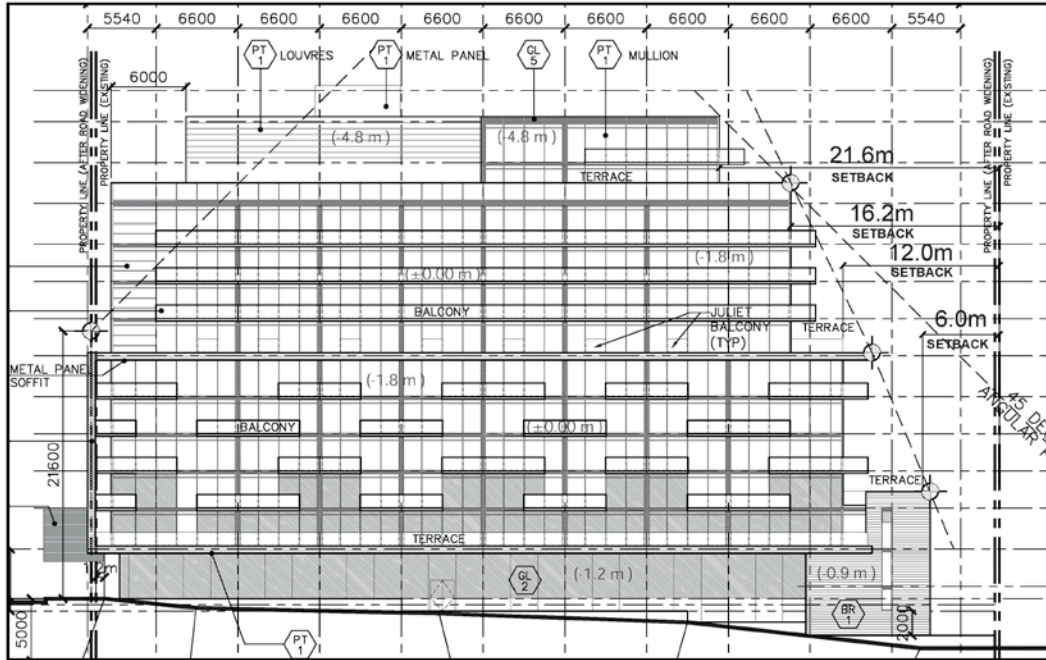 5540 6600 6600 6600 6600 6600 6600 6600 6600 6600 5540
PT
1
LOUVRES
PT
1
METAL PANEL
GL
5
PT
1
MULLION
6000
PROPERTY LINE (AFTER ROAD WIDENING)
PROPERTY LINE (EXISTING)
PROPERTY LINE (AFTER ROAD WIDENING)
PROPERTY LINE (EXISTING)
(-4.8 m)
(-4.8 m)
TERRACE
21.6m
SETBACK
16.2m
SETBACK
(-1.8 m)
12.0m
SETBACK
(±0.00 m)
BALCONY
JULIET
BALCONY
(TYP)
TERRACE
6.0m
SETBACK
METAL PANEL
SOFFIT
(-1.8 m)
BALCONY
(±0.00 m)
45
ANGULAR
21600
TERRACE
TERRACE
GL
2
(-1.2 m)
(-0.9 m)
BR
1
2000
5000
PT
1